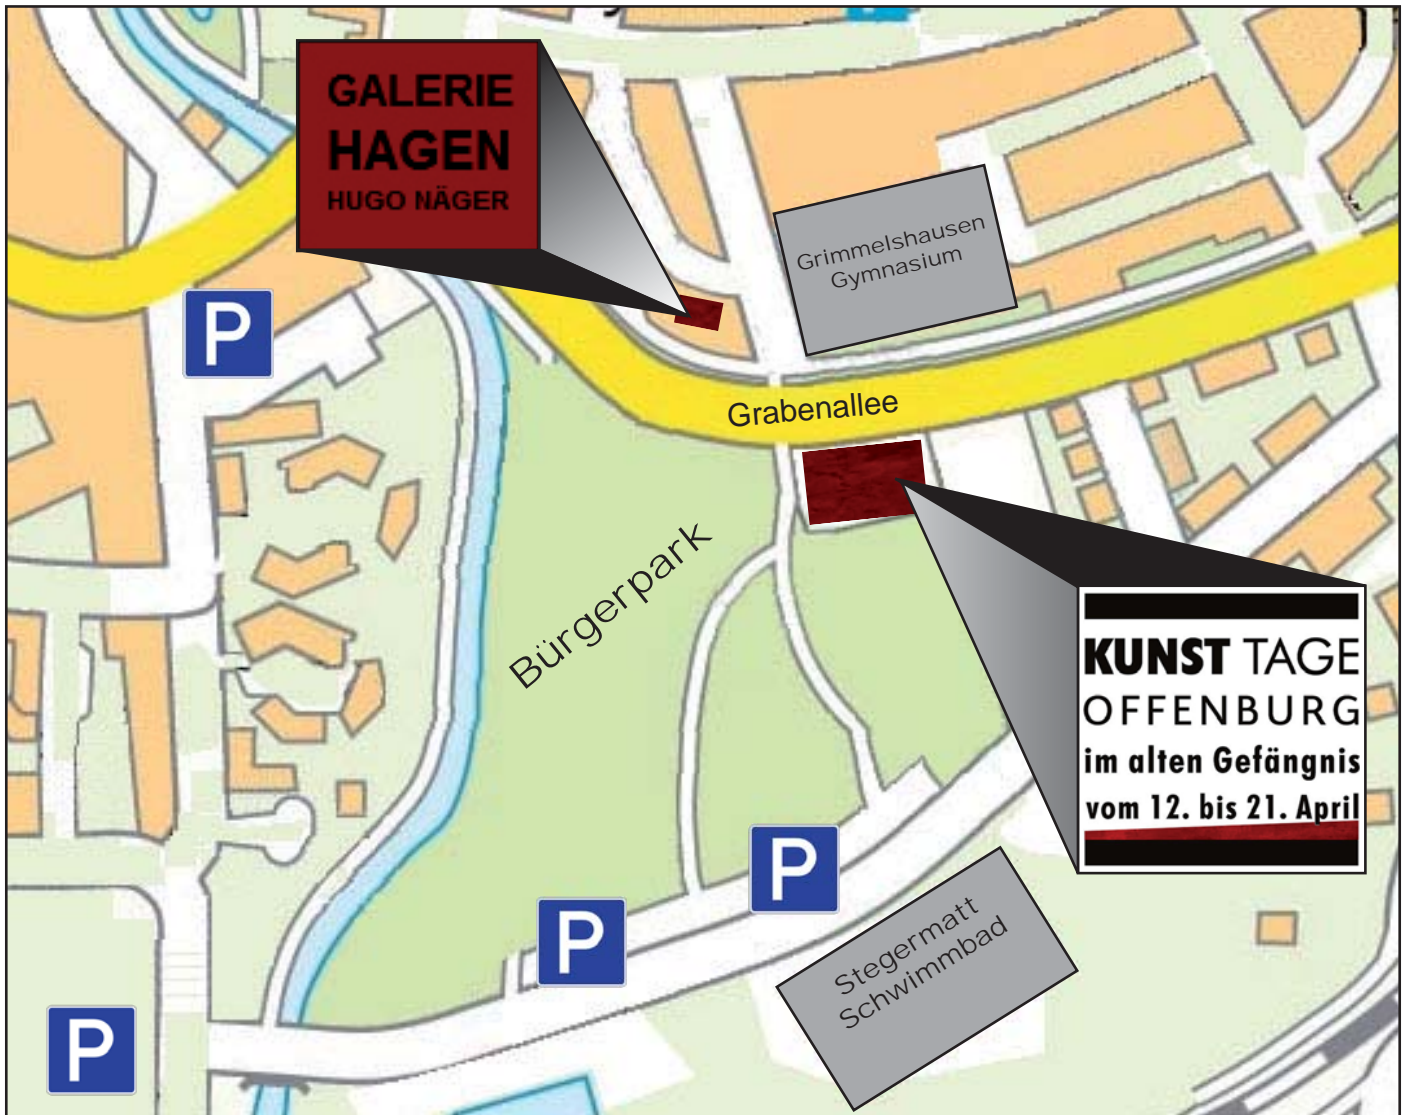 GALERIE
HAGEN
HUGO NÄGER
Grimmelshausen
Gymnasium
P
Grabenallee
Bürgerpark
KUNST TAGE
OFFENBURG
im alten Gefängnis
vom 12. bis 21. April
P
P
Stegermatt
Schwimmbad
P